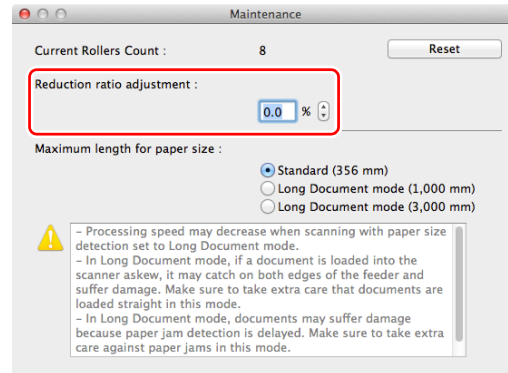 Maintenance
Current Rollers Count : 8 Reset
Reduction ratio adjustment :
0.0 %
Maximum length for paper size :
Standard (356 mm)
Long Document mode (1,000 mm)
Long Document mode (3,000 mm)
– Processing speed may decrease when scanning with paper size
detection set to Long Document mode.
– In Long Document mode, if a document is loaded into the
scanner askew, it may catch on both edges of the feeder and
suffer damage. Make sure to take extra care that documents are
loaded straight in this mode.
– In Long Document mode, documents may suffer damage
because paper jam detection is delayed. Make sure to take extra
care against paper jams in this mode.